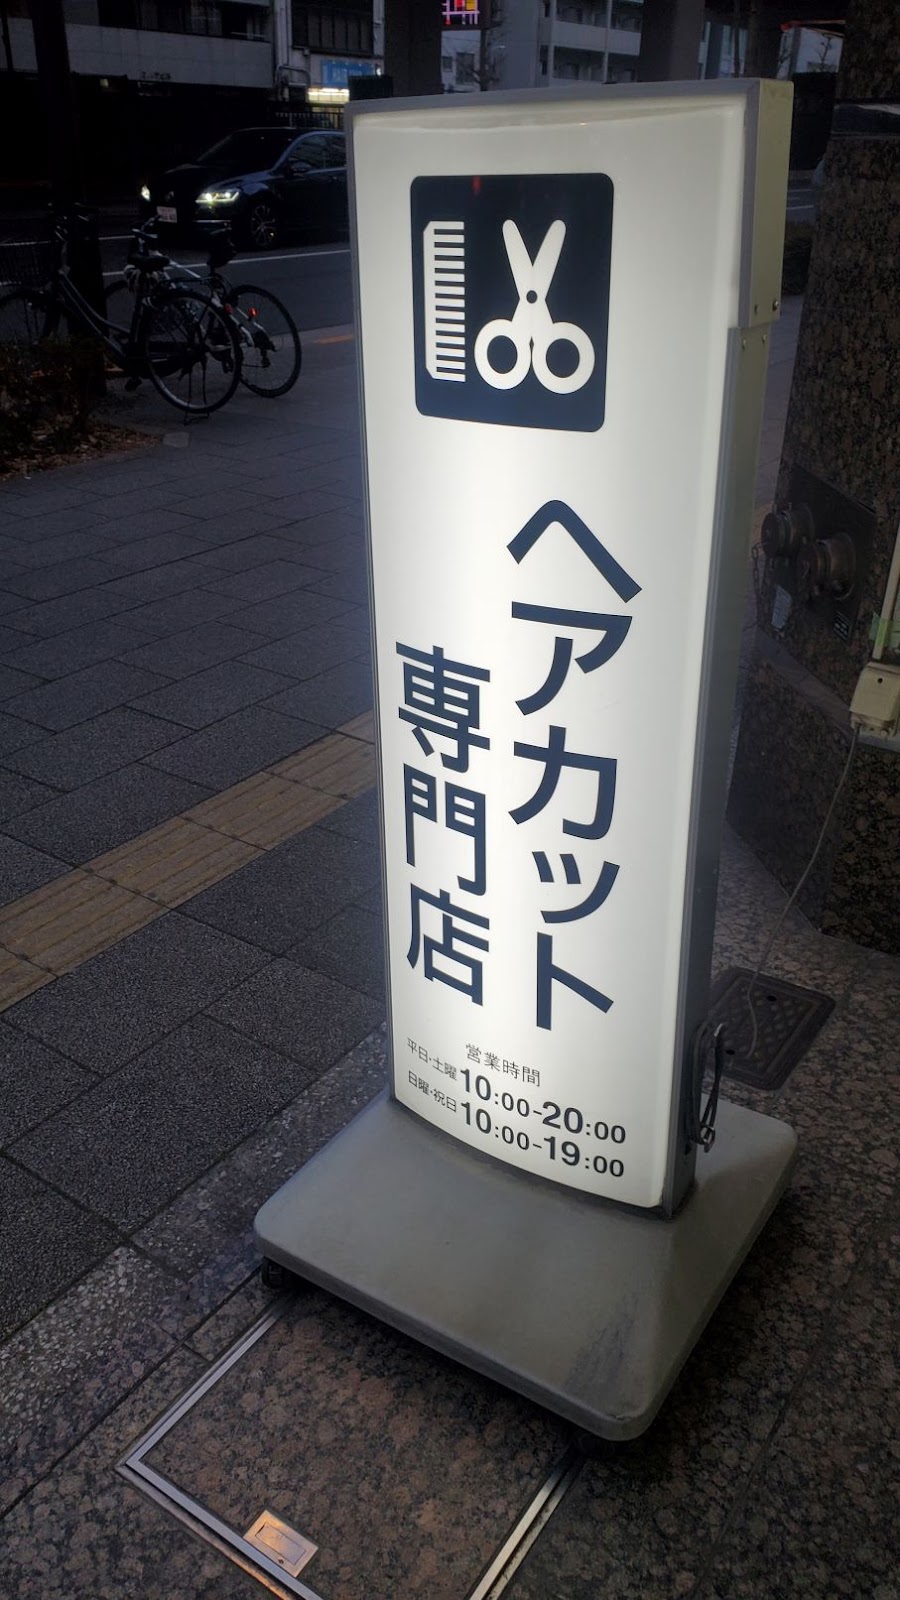 ヘアカット
専門店
営業時間
平日·土曜 10:00-20:00
日曜·祝日 10:00-19:00